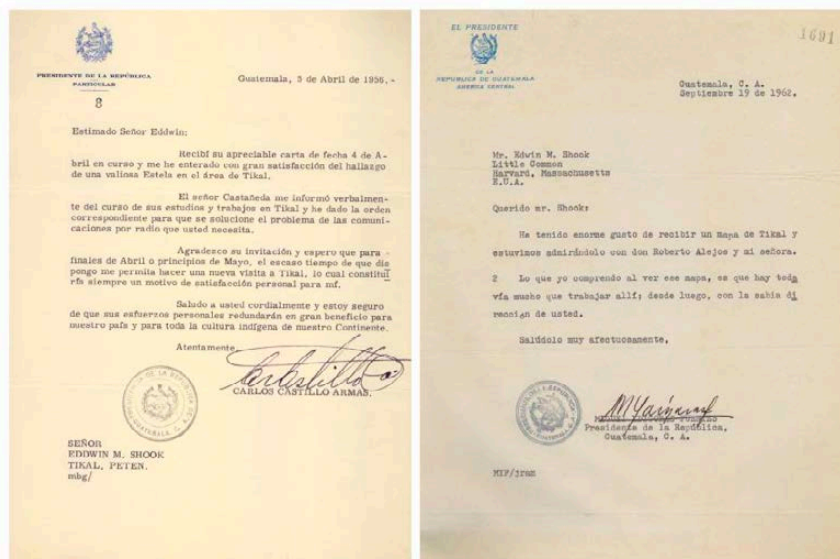 PRESIDENTE DE LA REPÚBLICA
PARTICULAR
8
Guatemala, 3 de Abril de 1956,-
Estimado Señor Eddwin:
Recibí su apreciable carta de fecha 4 de A-
bril en curso y me he enterado con gran satisfacción del hallazgo
de una valiosa Estela en el área de Tikal.
El señor Castañeda me informó verbalmen-
te del curso de sus estudios y trabajos en Tikal y he dado la orden
correspondiente para que se solucione el problema de las comuni-
caciones por radio que usted necesita.
Agradesco su invitación y espero que para
finales de Abril o principios de Mayo, el escaso tiempo de que dis
pongo me permita hacer una nueva visita a Tikal, lo cual constitui
ría siempre un motivo de satisfacción personal para mí.
Saludo a usted cordialmente y estoy seguro
de que sus esfuerzos personales redundarán en gran beneficio para
nuestro país y para toda la cultura indígena de nuestro Continente.
Atentamente
CARLOS CASTILLO ARMAS.
SEÑOR
EDDWIN M. SHOOK
TIKAL, PETEN.
mbg/
EL PRESIDENTE
DE LA
REPUBLICA DE GUATEMALA
AMERICA CENTRAL
1691
Guatemala, C. A.
Septiembre 19 de 1962.
Mr. Edwin M. Shook
Little Common
Harvard, Massachusetts
E.U.A.
Querido mr. Shook:
He tenido enorme gusto de recibir un mapa de Tikal y
estuvimos admirándolo con don Roberto Alejos y mi señora.
2 Lo que yo comprendo al ver ese mapa, es que hay toda
vía mucho que trabajar allí; desde luego, con la sabia di
rección de usted.
Salúdolo muy afectuosamente,
Presidente de la República,
Guatemala, C. A.
MYF/jram